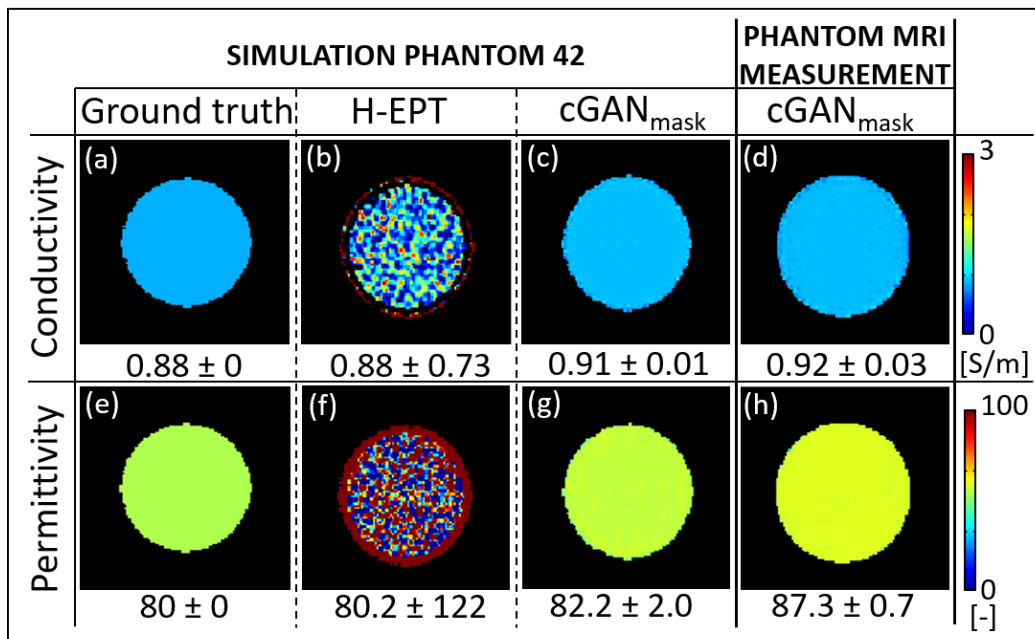 SIMULATION PHANTOM 42
PHANTOM MRI
MEASUREMENT
Ground truth
H-EPT
cGANmask
cGANmask
Conductivity
(a)
(b)
(c)
(d)
3
0
[S/m]
0.88 ± 0
0.88 ± 0.73
0.91 ± 0.01
0.92 ± 0.03
Permittivity
(e)
(f)
(g)
(h)
100
0
[-]
80 ± 0
80.2 ± 122
82.2 ± 2.0
87.3 ± 0.7